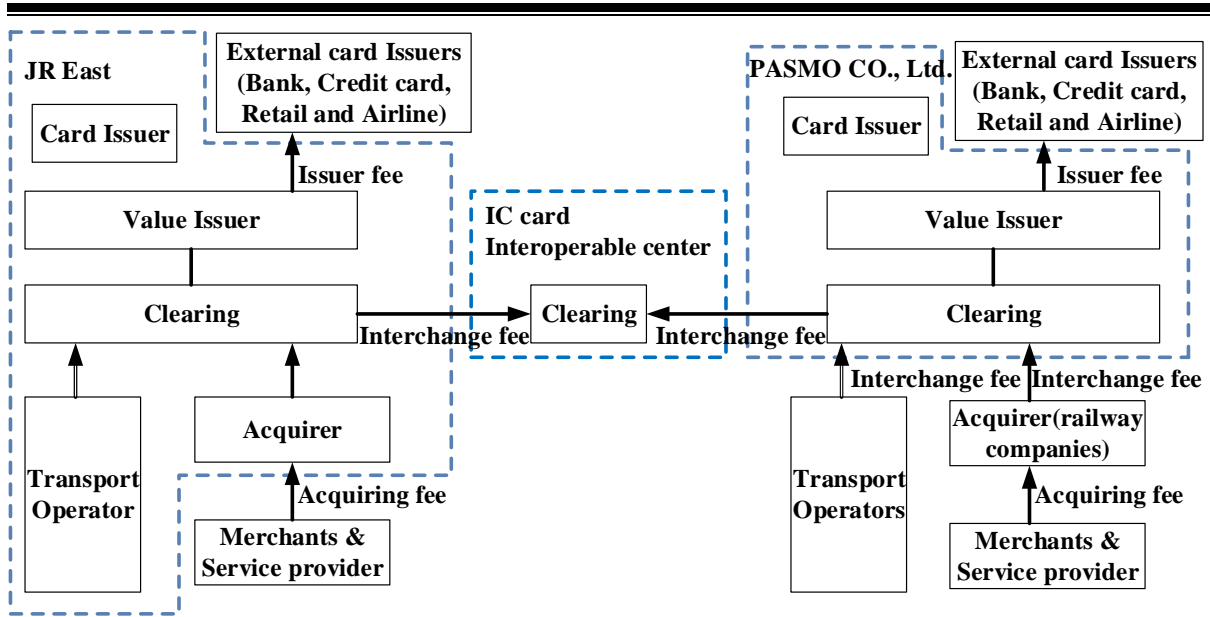 JR East
External card Issuers
(Bank, Credit card,
Retail and Airline)
Card Issuer
Issuer fee
Value Issuer
Clearing
Interchange fee
Transport
Operator
Acquirer
Acquiring fee
Merchants &
Service provider
IC card
Interoperable center
Clearing
Interchange fee
PASMO CO., Ltd.
External card Issuers
(Bank, Credit card,
Retail and Airline)
Card Issuer
Issuer fee
Value Issuer
Clearing
Interchange fee
Interchange fee
Transport
Operators
Acquirer(railway
companies)
Acquiring fee
Merchants &
Service provider